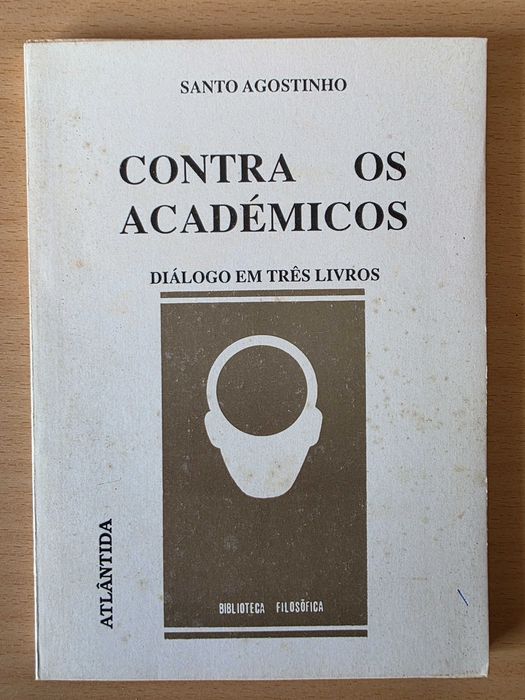 SANTO AGOSTINHO
CONTRA OS
ACADÉMICOS
DIÁLOGO EM TRÊS LIVROS
BIBLIOTECA FILOSÓFICA
ATLÂNTIDA